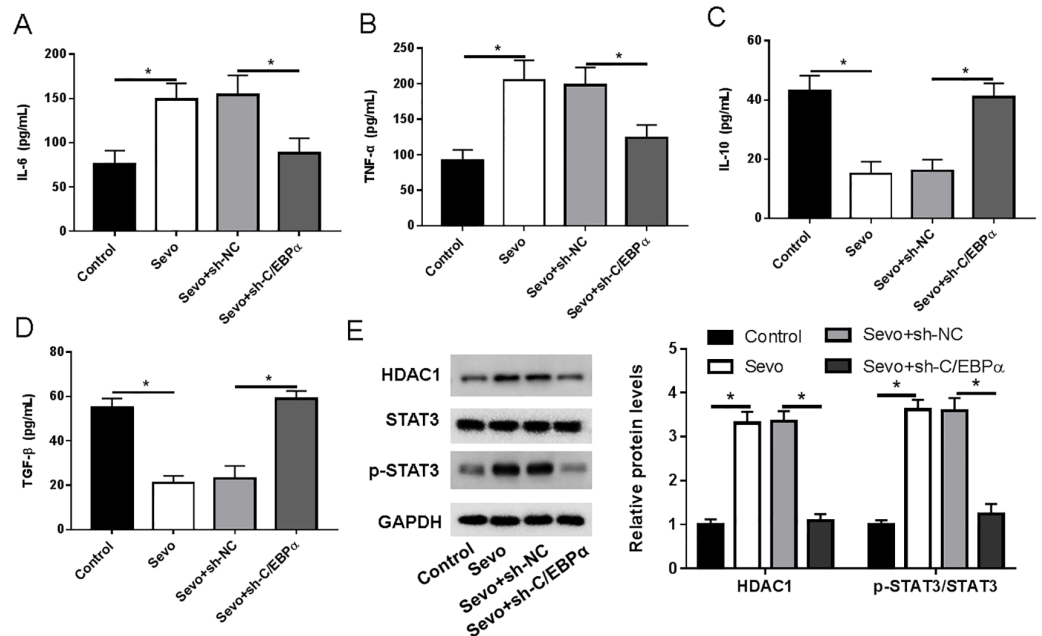 A
IL-6 (pg/mL)
200
150
100
50
0
*
*
Control
Sevo
Sevo+sh-NC
Sevo+sh-C/EBPα
B
TNF-α (pg/mL)
250
200
150
100
50
0
*
*
Control
Sevo
Sevo+sh-NC
Sevo+sh-C/EBPα
C
IL-10 (pg/mL)
60
40
20
0
*
*
Control
Sevo
Sevo+sh-NC
Sevo+sh-C/EBPα
D
TGF-β (pg/mL)
80
60
40
20
0
*
*
Control
Sevo
Sevo+sh-NC
Sevo+sh-C/EBPα
E
HDAC1
STAT3
p-STAT3
GAPDH
Control
Sevo
Sevo+sh-NC
Sevo+sh-C/EBPα
Control
Sevo
Sevo+sh-NC
Sevo+sh-C/EBPα
Relative protein levels
5
4
3
2
1
0
*
*
*
*
HDAC1
p-STAT3/STAT3